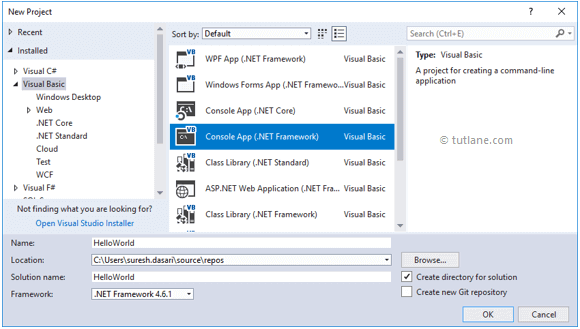 New Project
Recent
Installed
Visual C#
Visual Basic
Windows Desktop
Web
.NET Core
.NET Standard
Cloud
Test
WCF
Visual F#
Not finding what you are looking for?
Open Visual Studio Installer
Sort by: Default
WPF App (.NET Framework) Visual Basic
Windows Forms App (.NET Framewo... Visual Basic
Console App (.NET Core) Visual Basic
Console App (.NET Framework) Visual Basic
Class Library (.NET Standard) Visual Basic
ASP.NET Web Application (.NET Fra... Visual Basic
Class Library (.NET Framework) Visual Basic
Search (Ctrl+E)
Type: Visual Basic
A project for creating a command-line
application
© tutlane.com
Name: HelloWorld
Location: C:\Users\suresh.dasari\source\repos Browse...
Solution name: HelloWorld Create directory for solution
Framework: .NET Framework 4.6.1 Create new Git repository
OK Cancel